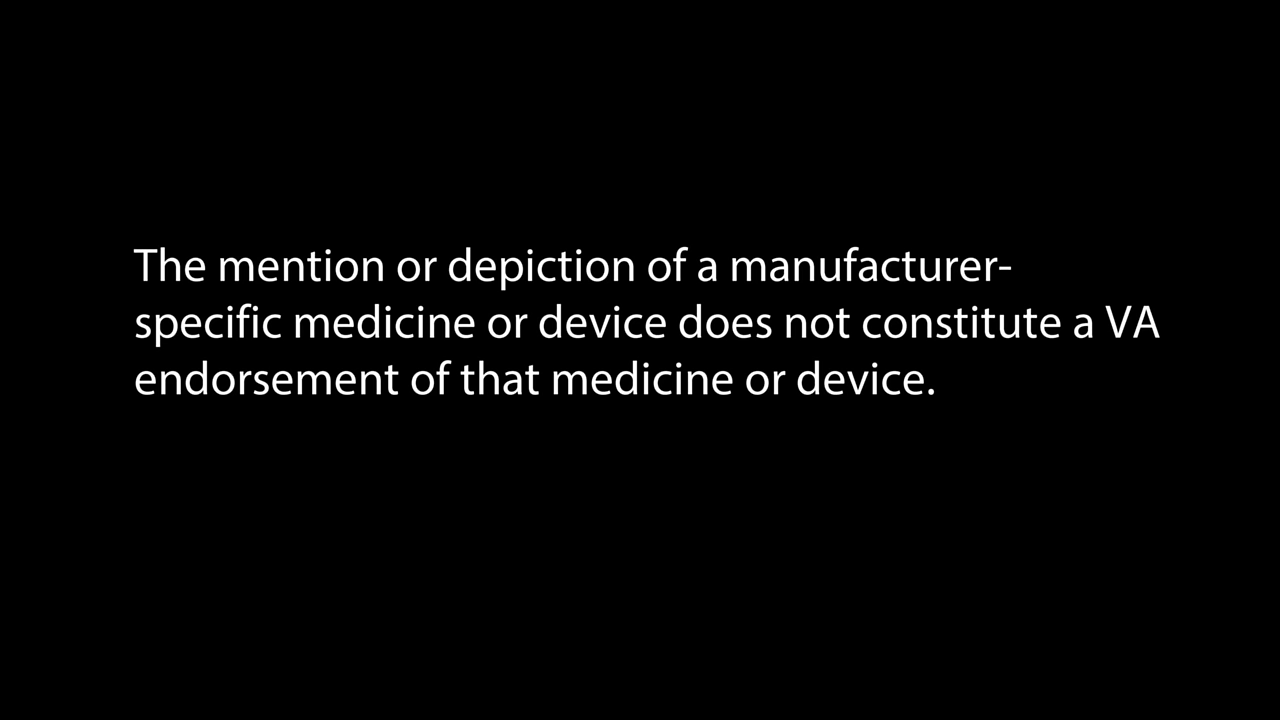 The mention or depiction of a manufacturer-
specific medicine or device does not constitute a VA
endorsement of that medicine or device.